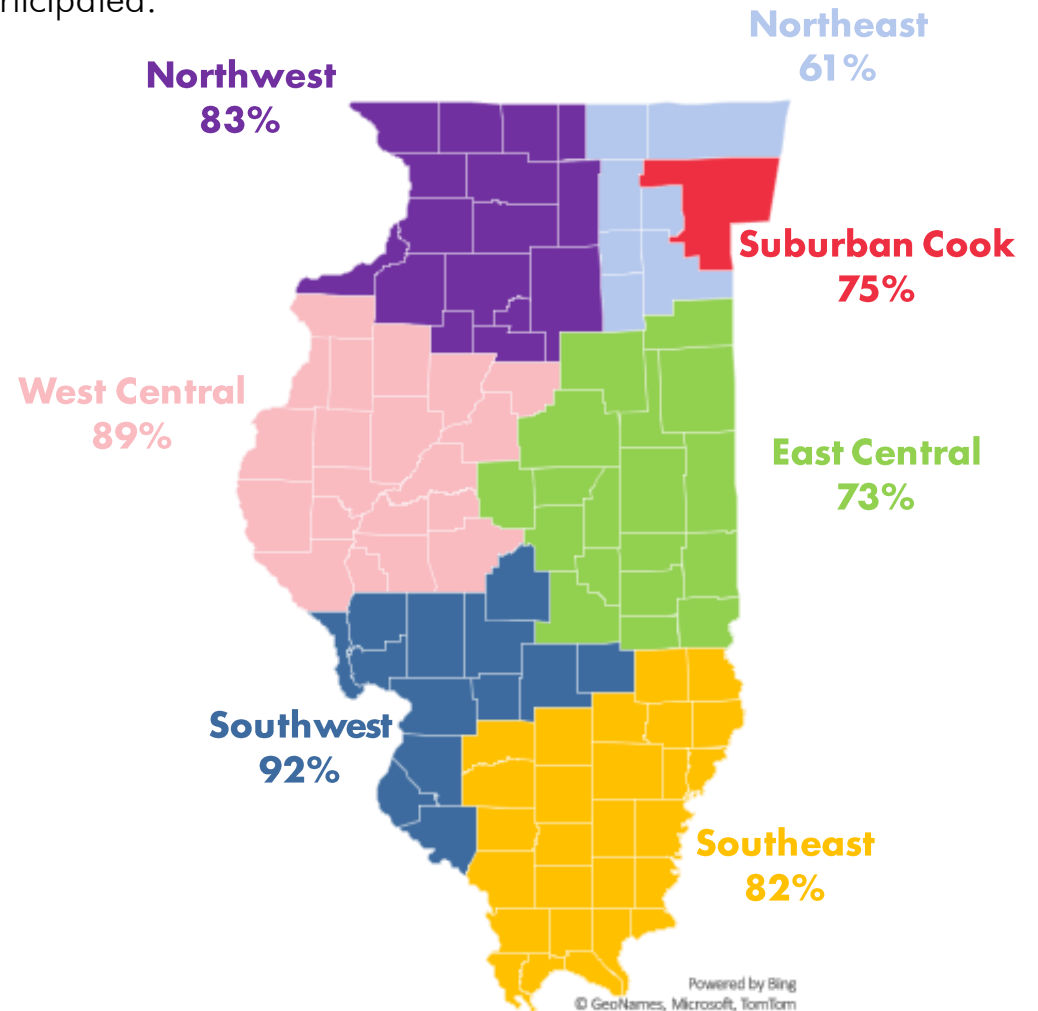 nticipated.
Northeast
61%
Northwest
83%
Suburban Cook
75%
West Central
89%
East Central
73%
Southwest
92%
Southeast
82%
Powered by Bing
© GeoNames, Microsoft, TomTom